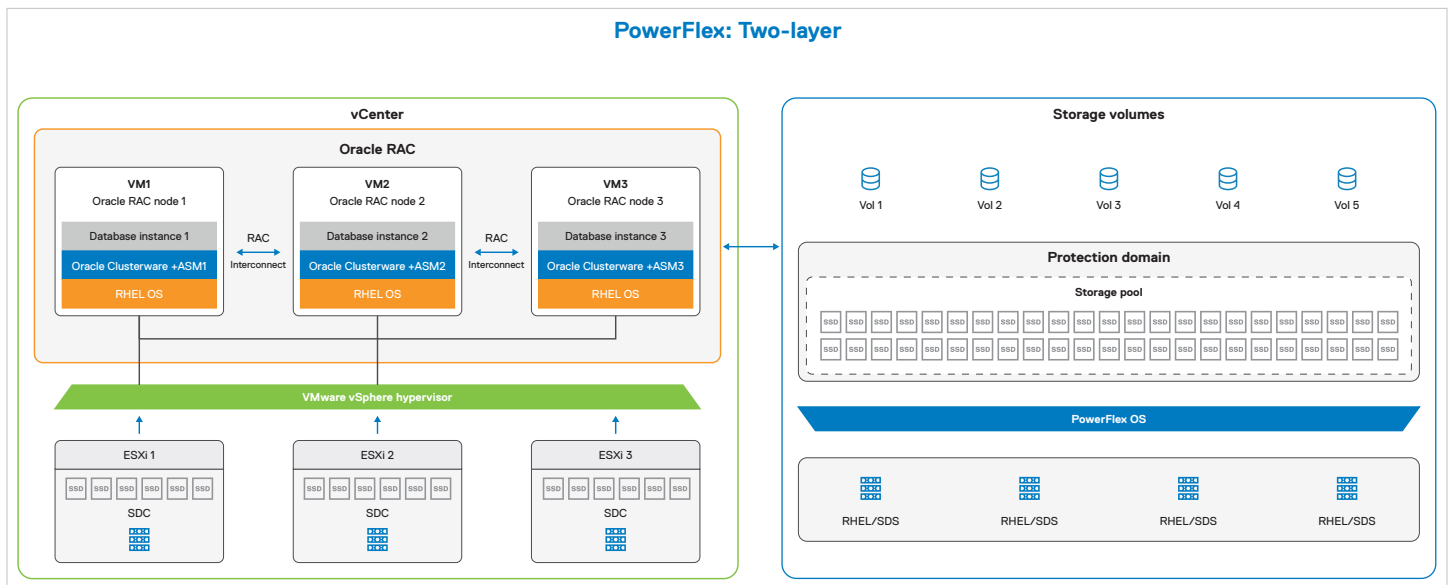 PowerFlex: Two-layer
vCenter
Oracle RAC
VM1
Oracle RAC node 1
Database instance 1
Oracle Clusterware +ASM1
RHEL OS
RAC
Interconnect
VM2
Oracle RAC node 2
Database instance 2
Oracle Clusterware +ASM2
RHEL OS
RAC
Interconnect
VM3
Oracle RAC node 3
Database instance 3
Oracle Clusterware +ASM3
RHEL OS
VMware vSphere hypervisor
ESXi 1
SSD SSD SSD SSD SSD SSD
SDC
ESXi 2
SSD SSD SSD SSD SSD SSD
SDC
ESXi 3
SSD SSD SSD SSD SSD SSD
SDC
Storage volumes
Vol 1
Vol 2
Vol 3
Vol 4
Vol 5
Protection domain
Storage pool
SSD SSD SSD SSD SSD SSD SSD SSD SSD SSD SSD SSD SSD SSD SSD SSD SSD SSD SSD SSD SSD SSD SSD
SSD SSD SSD SSD SSD SSD SSD SSD SSD SSD SSD SSD SSD SSD SSD SSD SSD SSD SSD SSD SSD SSD SSD
PowerFlex OS
RHEL/SDS
RHEL/SDS
RHEL/SDS
RHEL/SDS